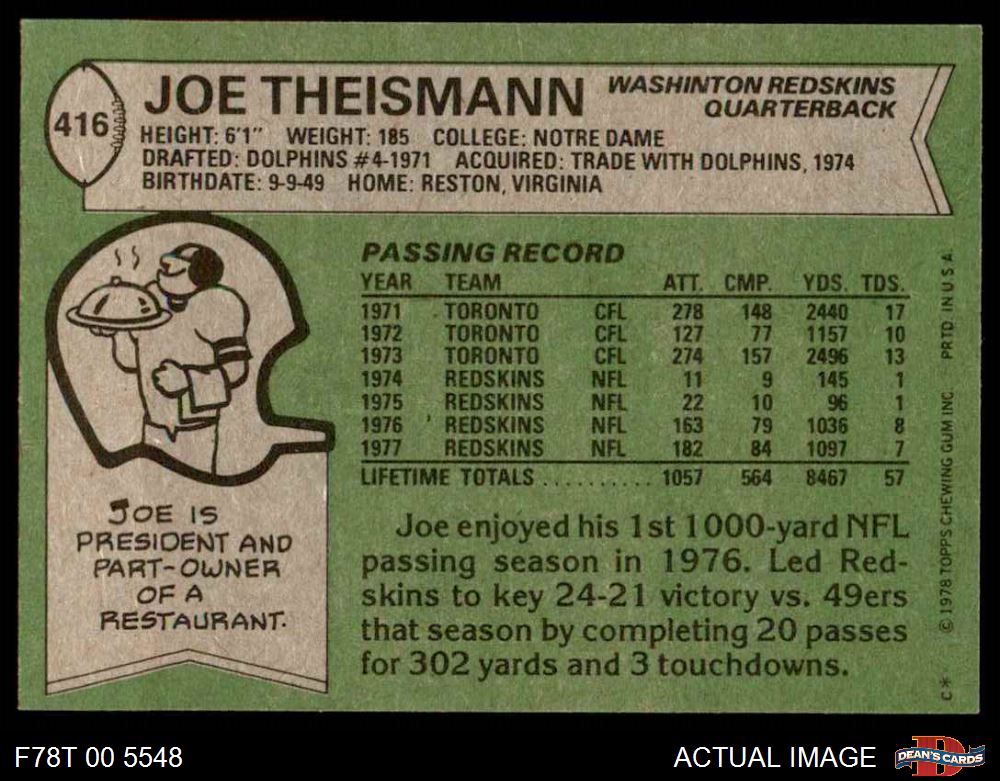 416
JOE THEISMANN
WASHINTON REDSKINS
QUARTERBACK
HEIGHT: 6'1" WEIGHT: 185 COLLEGE: NOTRE DAME
DRAFTED: DOLPHINS #4-1971 ACQUIRED: TRADE WITH DOLPHINS, 1974
BIRTHDATE: 9-9-49 HOME: RESTON, VIRGINIA
PASSING RECORD
YEAR TEAM ATT. CMP. YDS. TDS.
1971 TORONTO CFL 278 148 2440 17
1972 TORONTO CFL 127 77 1157 10
1973 TORONTO CFL 274 157 2496 13
1974 REDSKINS NFL 11 9 145 1
1975 REDSKINS NFL 22 10 96 1
1976 REDSKINS NFL 163 79 1036 8
1977 REDSKINS NFL 182 84 1097 7
LIFETIME TOTALS .......... 1057 564 8467 57
JOE IS
PRESIDENT AND
PART-OWNER
OF A
RESTAURANT.
Joe enjoyed his 1st 1000-yard NFL
passing season in 1976. Led Red-
skins to key 24-21 victory vs. 49ers
that season by completing 20 passes
for 302 yards and 3 touchdowns.
C* © 1978 TOPPS CHEWING GUM INC. PRTD. IN U S A
F78T 00 5548
ACTUAL IMAGE
D
DEAN'S CARDS